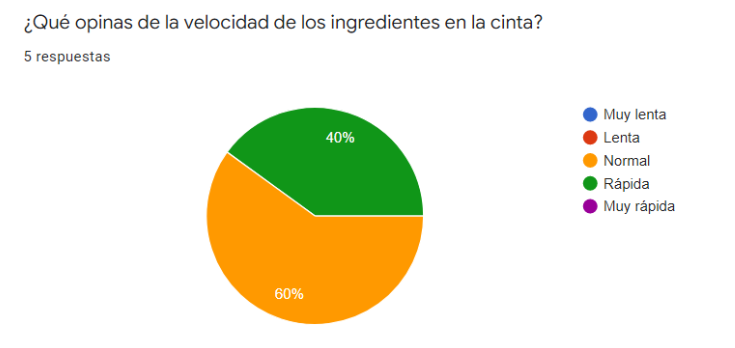 ¿Qué opinas de la velocidad de los ingredientes en la cinta?
5 respuestas
40%
60%
Muy lenta
Lenta
Normal
Rápida
Muy rápida